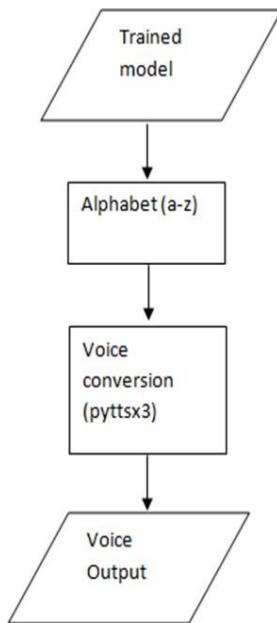 Trained
model
Alphabet (a-z)
Voice
conversion
(pyttsx3)
Voice
Output